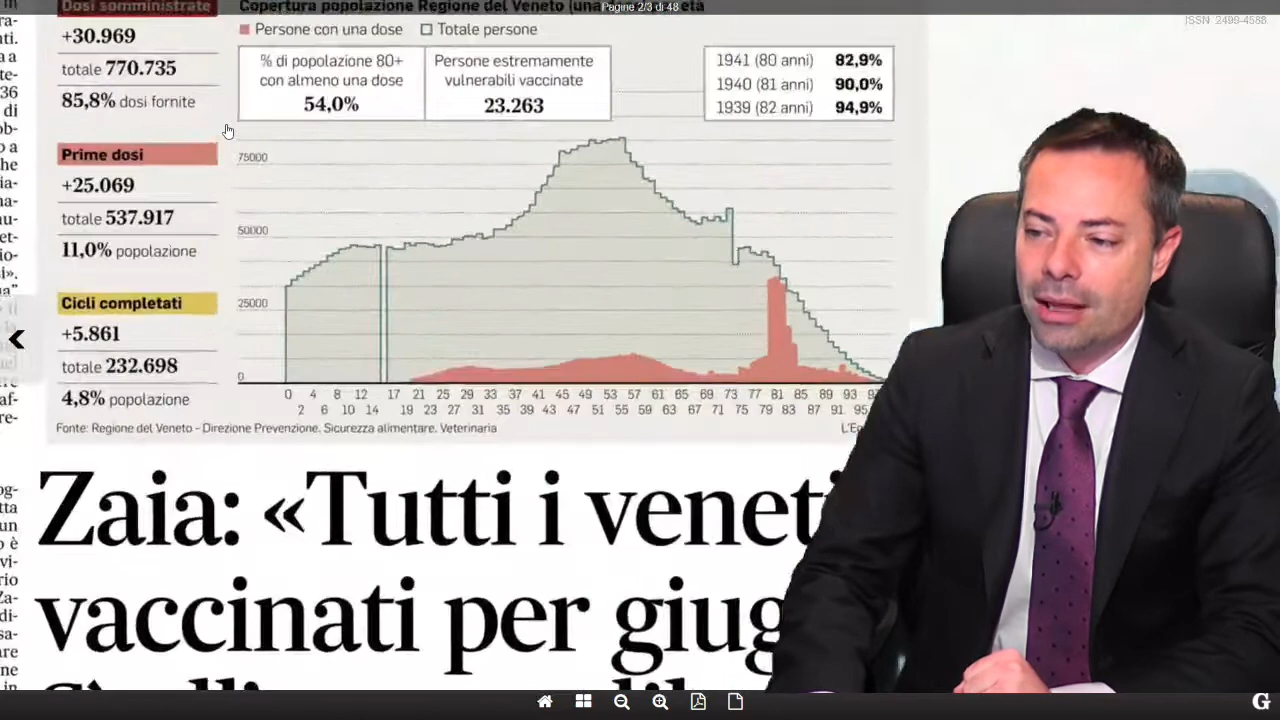 Pagine 2/3 di 48
ISSN 2499-4588
Dosi somministrate
+30.969
totale 770.735
85,8% dosi fornite
Prime dosi
+25.069
totale 537.917
11,0% popolazione
Cicli completati
+5.861
totale 232.698
4,8% popolazione
Copertura popolazione Regione del Veneto (una
Persone con una dose
Totale persone
% di popolazione 80+
con almeno una dose
54,0%
Persone estremamente
vulnerabili vaccinate
23.263
1941 (80 anni) 82,9%
1940 (81 anni) 90,0%
1939 (82 anni) 94,9%
75000
50000
25000
0
0 4 8 12 17 21 25 29 33 37 41 45 49 53 57 61 65 69 73 77 81 85 89 93
2 6 10 14 19 23 27 31 35 39 43 47 51 55 59 63 67 71 75 79 83 87 91 95
Fonte: Regione del Veneto - Direzione Prevenzione, Sicurezza alimentare, Veterinaria
Zaia: «Tutti i veneti
vaccinati per giug
G